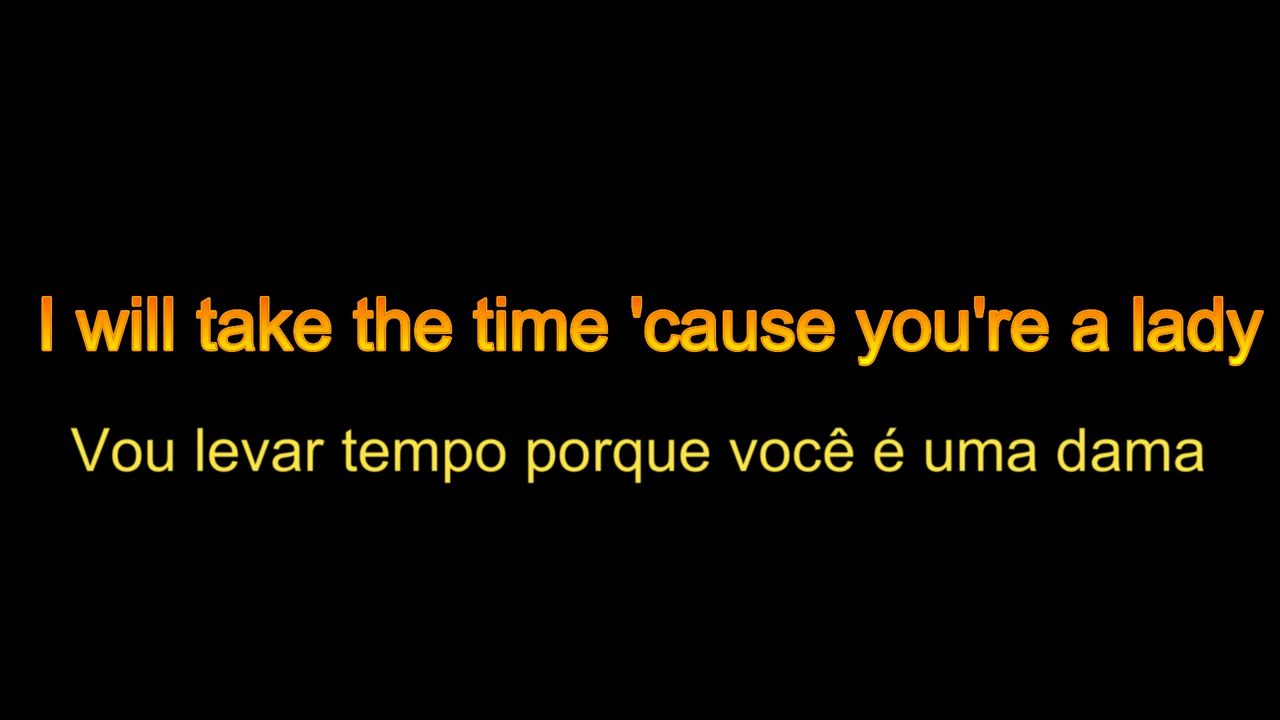 I will take the time 'cause you're a lady
Vou levar tempo porque você é uma dama